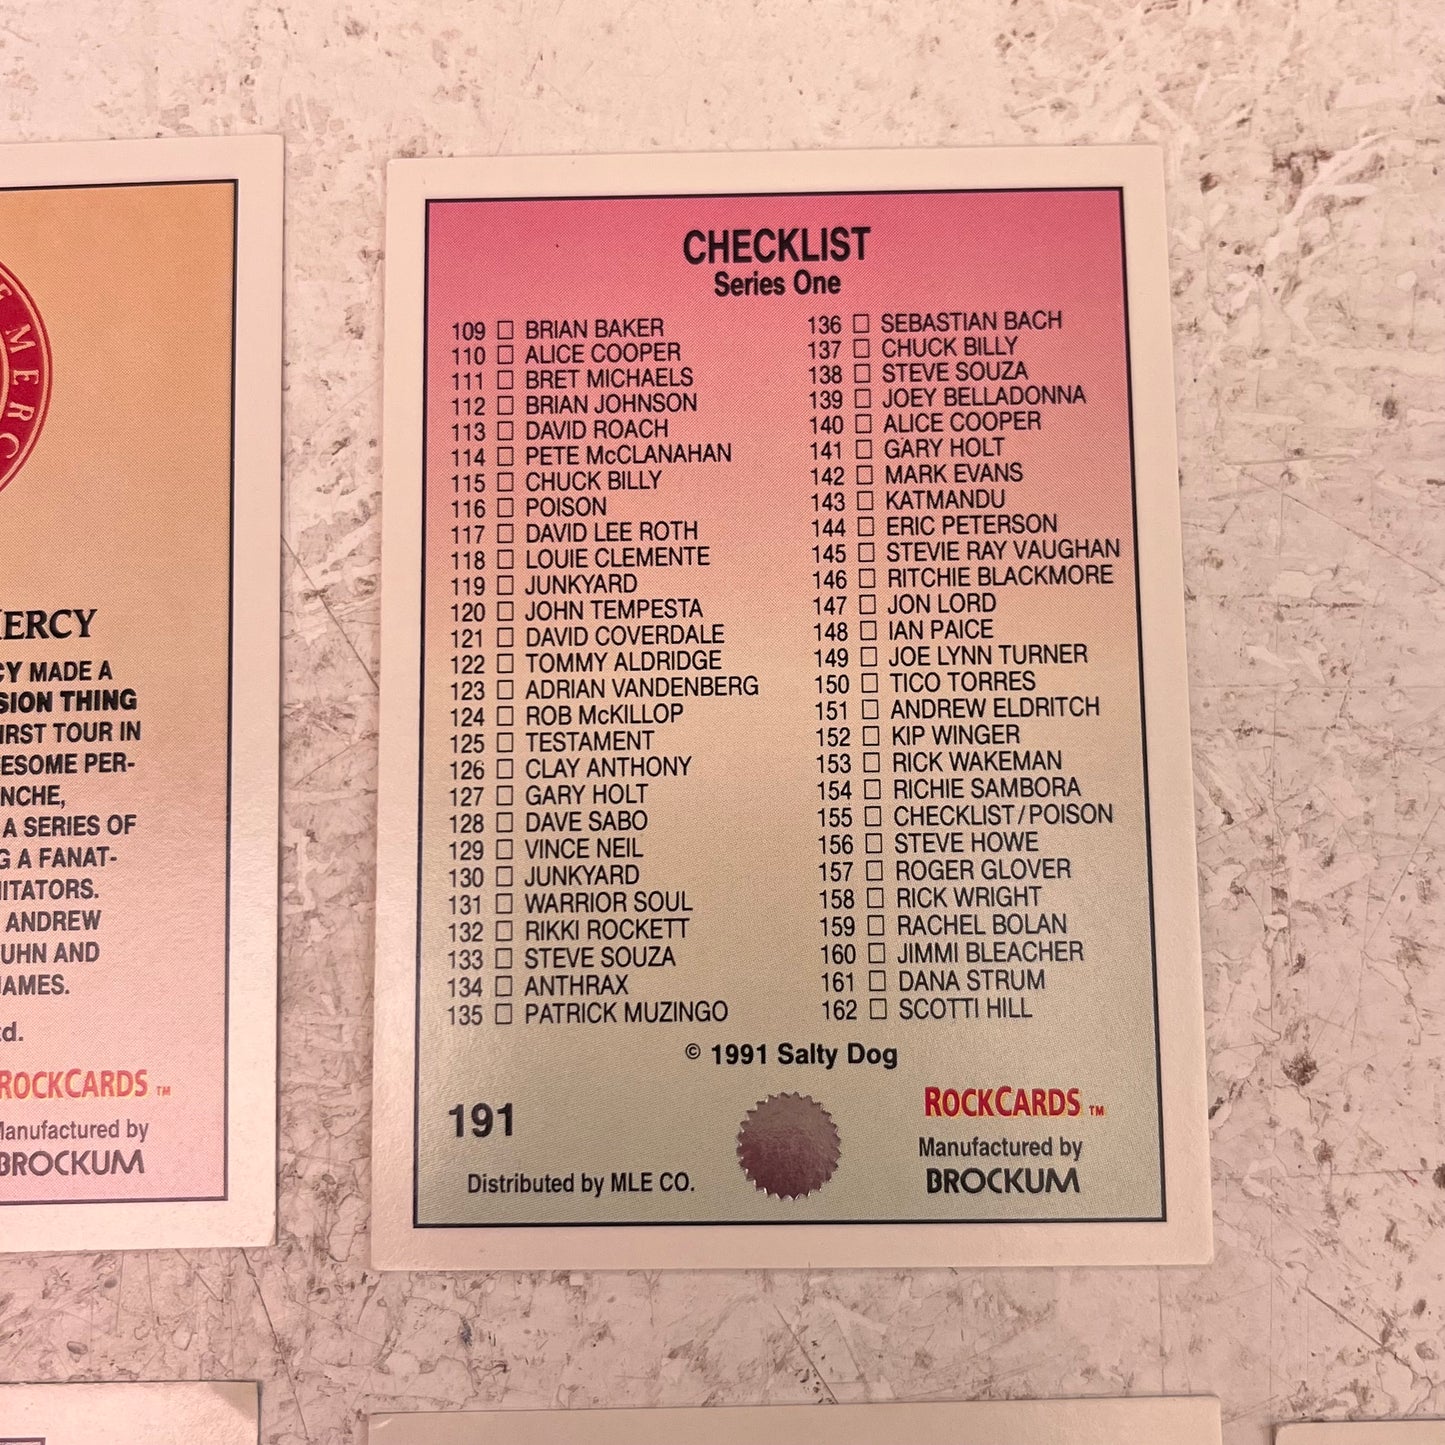 E MERC
MERCY
CY MADE A
SION THING
FIRST TOUR IN
ESOME PER-
NCHE,
A SERIES OF
G A FANAT-
ITATORS.
ANDREW
UHN AND
JAMES.
td.
ROCKCARDS TM
Manufactured by
BROCKUM
CHECKLIST
Series One
109 □ BRIAN BAKER
110 □ ALICE COOPER
111 □ BRET MICHAELS
112 □ BRIAN JOHNSON
113 □ DAVID ROACH
114 □ PETE McCLANAHAN
115 □ CHUCK BILLY
116 □ POISON
117 □ DAVID LEE ROTH
118 □ LOUIE CLEMENTE
119 □ JUNKYARD
120 □ JOHN TEMPESTA
121 □ DAVID COVERDALE
122 □ TOMMY ALDRIDGE
123 □ ADRIAN VANDENBERG
124 □ ROB McKILLOP
125 □ TESTAMENT
126 □ CLAY ANTHONY
127 □ GARY HOLT
128 □ DAVE SABO
129 □ VINCE NEIL
130 □ JUNKYARD
131 □ WARRIOR SOUL
132 □ RIKKI ROCKETT
133 □ STEVE SOUZA
134 □ ANTHRAX
135 □ PATRICK MUZINGO
136 □ SEBASTIAN BACH
137 □ CHUCK BILLY
138 □ STEVE SOUZA
139 □ JOEY BELLADONNA
140 □ ALICE COOPER
141 □ GARY HOLT
142 □ MARK EVANS
143 □ KATMANDU
144 □ ERIC PETERSON
145 □ STEVIE RAY VAUGHAN
146 □ RITCHIE BLACKMORE
147 □ JON LORD
148 □ IAN PAICE
149 □ JOE LYNN TURNER
150 □ TICO TORRES
151 □ ANDREW ELDRITCH
152 □ KIP WINGER
153 □ RICK WAKEMAN
154 □ RICHIE SAMBORA
155 □ CHECKLIST/POISON
156 □ STEVE HOWE
157 □ ROGER GLOVER
158 □ RICK WRIGHT
159 □ RACHEL BOLAN
160 □ JIMMI BLEACHER
161 □ DANA STRUM
162 □ SCOTTI HILL
© 1991 Salty Dog
191
Distributed by MLE CO.
ROCKCARDS TM
Manufactured by
BROCKUM